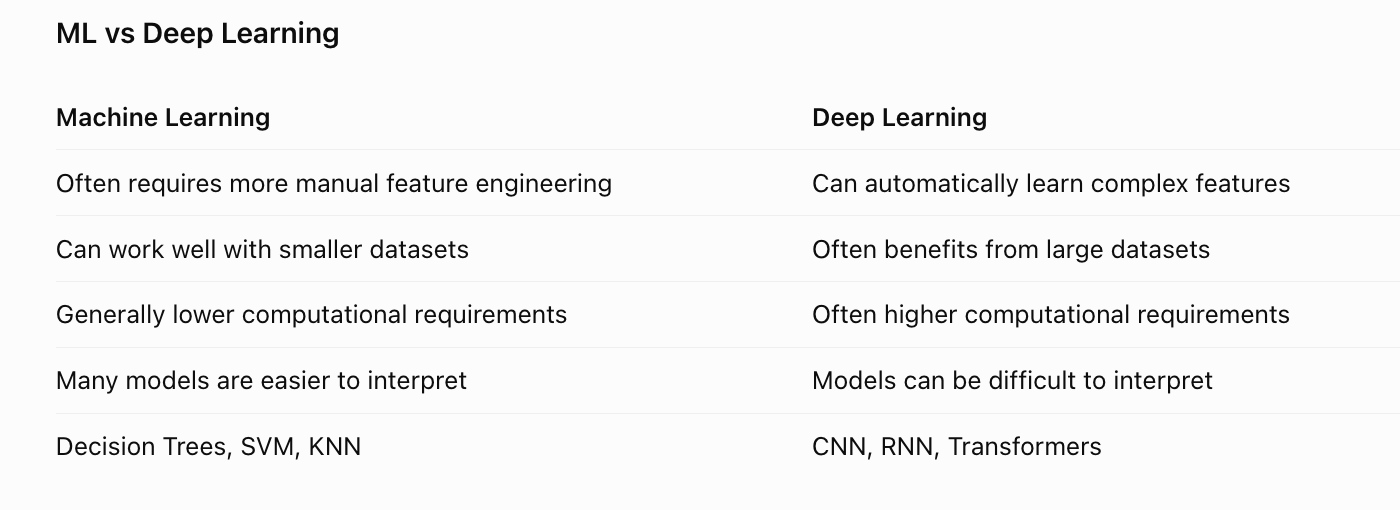 ML vs Deep Learning
Machine Learning Deep Learning
Often requires more manual feature engineering Can automatically learn complex features
Can work well with smaller datasets Often benefits from large datasets
Generally lower computational requirements Often higher computational requirements
Many models are easier to interpret Models can be difficult to interpret
Decision Trees, SVM, KNN CNN, RNN, Transformers